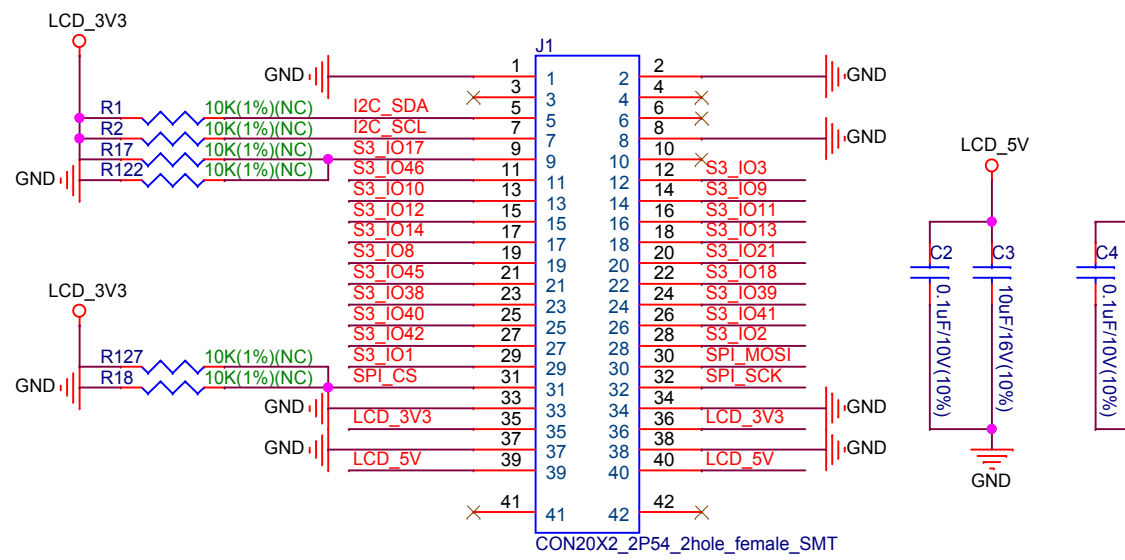 LCD_3V3
J1
GND 1 1 2 2 GND
3 3 4 4
R1 10K(1%)(NC) I2C_SDA 5 5 6 6
R2 10K(1%)(NC) I2C_SCL 7 7 8 8 GND
R17 10K(1%)(NC) S3_IO17 9 9 10 10
GND R122 10K(1%)(NC) S3_IO46 11 11 12 12 S3_IO3
S3_IO10 13 13 14 14 S3_IO9
S3_IO12 15 15 16 16 S3_IO11
S3_IO14 17 17 18 18 S3_IO13
S3_IO8 19 19 20 20 S3_IO21
S3_IO45 21 21 22 22 S3_IO18
S3_IO38 23 23 24 24 S3_IO39
S3_IO40 25 25 26 26 S3_IO41
S3_IO42 27 27 28 28 S3_IO2
LCD_3V3
R127 10K(1%)(NC) S3_IO1 29 29 30 30 SPI_MOSI
GND R18 10K(1%)(NC) SPI_CS 31 31 32 32 SPI_SCK
GND 33 33 34 34 GND
LCD_3V3 35 35 36 36 LCD_3V3
GND 37 37 38 38 GND
LCD_5V 39 39 40 40 LCD_5V
41 41 42 42
CON20X2_2P54_2hole_female_SMT
LCD_5V
C2
0.1uF/10V(10%)
C3
10uF/16V(10%)
C4
0.1uF/10V(10%)
GND